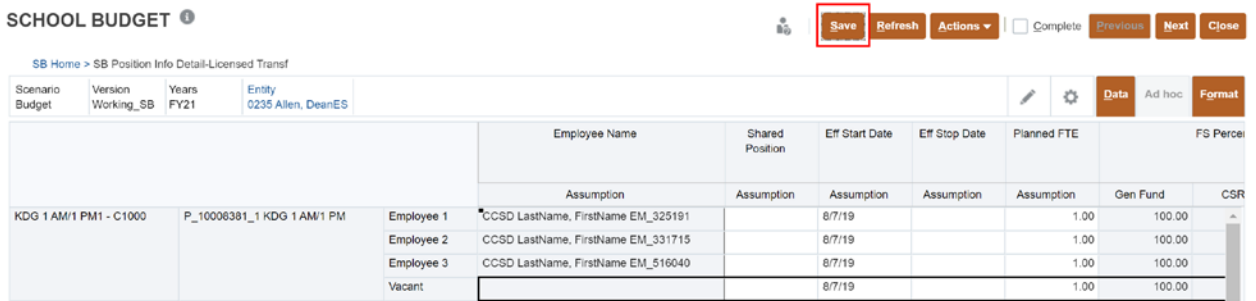 SCHOOL BUDGET
Save Refresh Actions Complete Previous Next Close
SB Home > SB Position Info Detail-Licensed Transf
Scenario Version Years Entity
Budget Working_SB FY21 0235 Allen, DeanES
Data Ad hoc Format
Employee Name Shared Position Eff Start Date Eff Stop Date Planned FTE FS Percer
Assumption Assumption Assumption Assumption Assumption Gen Fund CSR
KDG 1 AM/1 PM1 - C1000 P_10008381_1 KDG 1 AM/1 PM Employee 1 CCSD LastName, FirstName EM_325191 8/7/19 1.00 100.00
Employee 2 CCSD LastName, FirstName EM_331715 8/7/19 1.00 100.00
Employee 3 CCSD LastName, FirstName EM_516040 8/7/19 1.00 100.00
Vacant 8/7/19 1.00 100.00